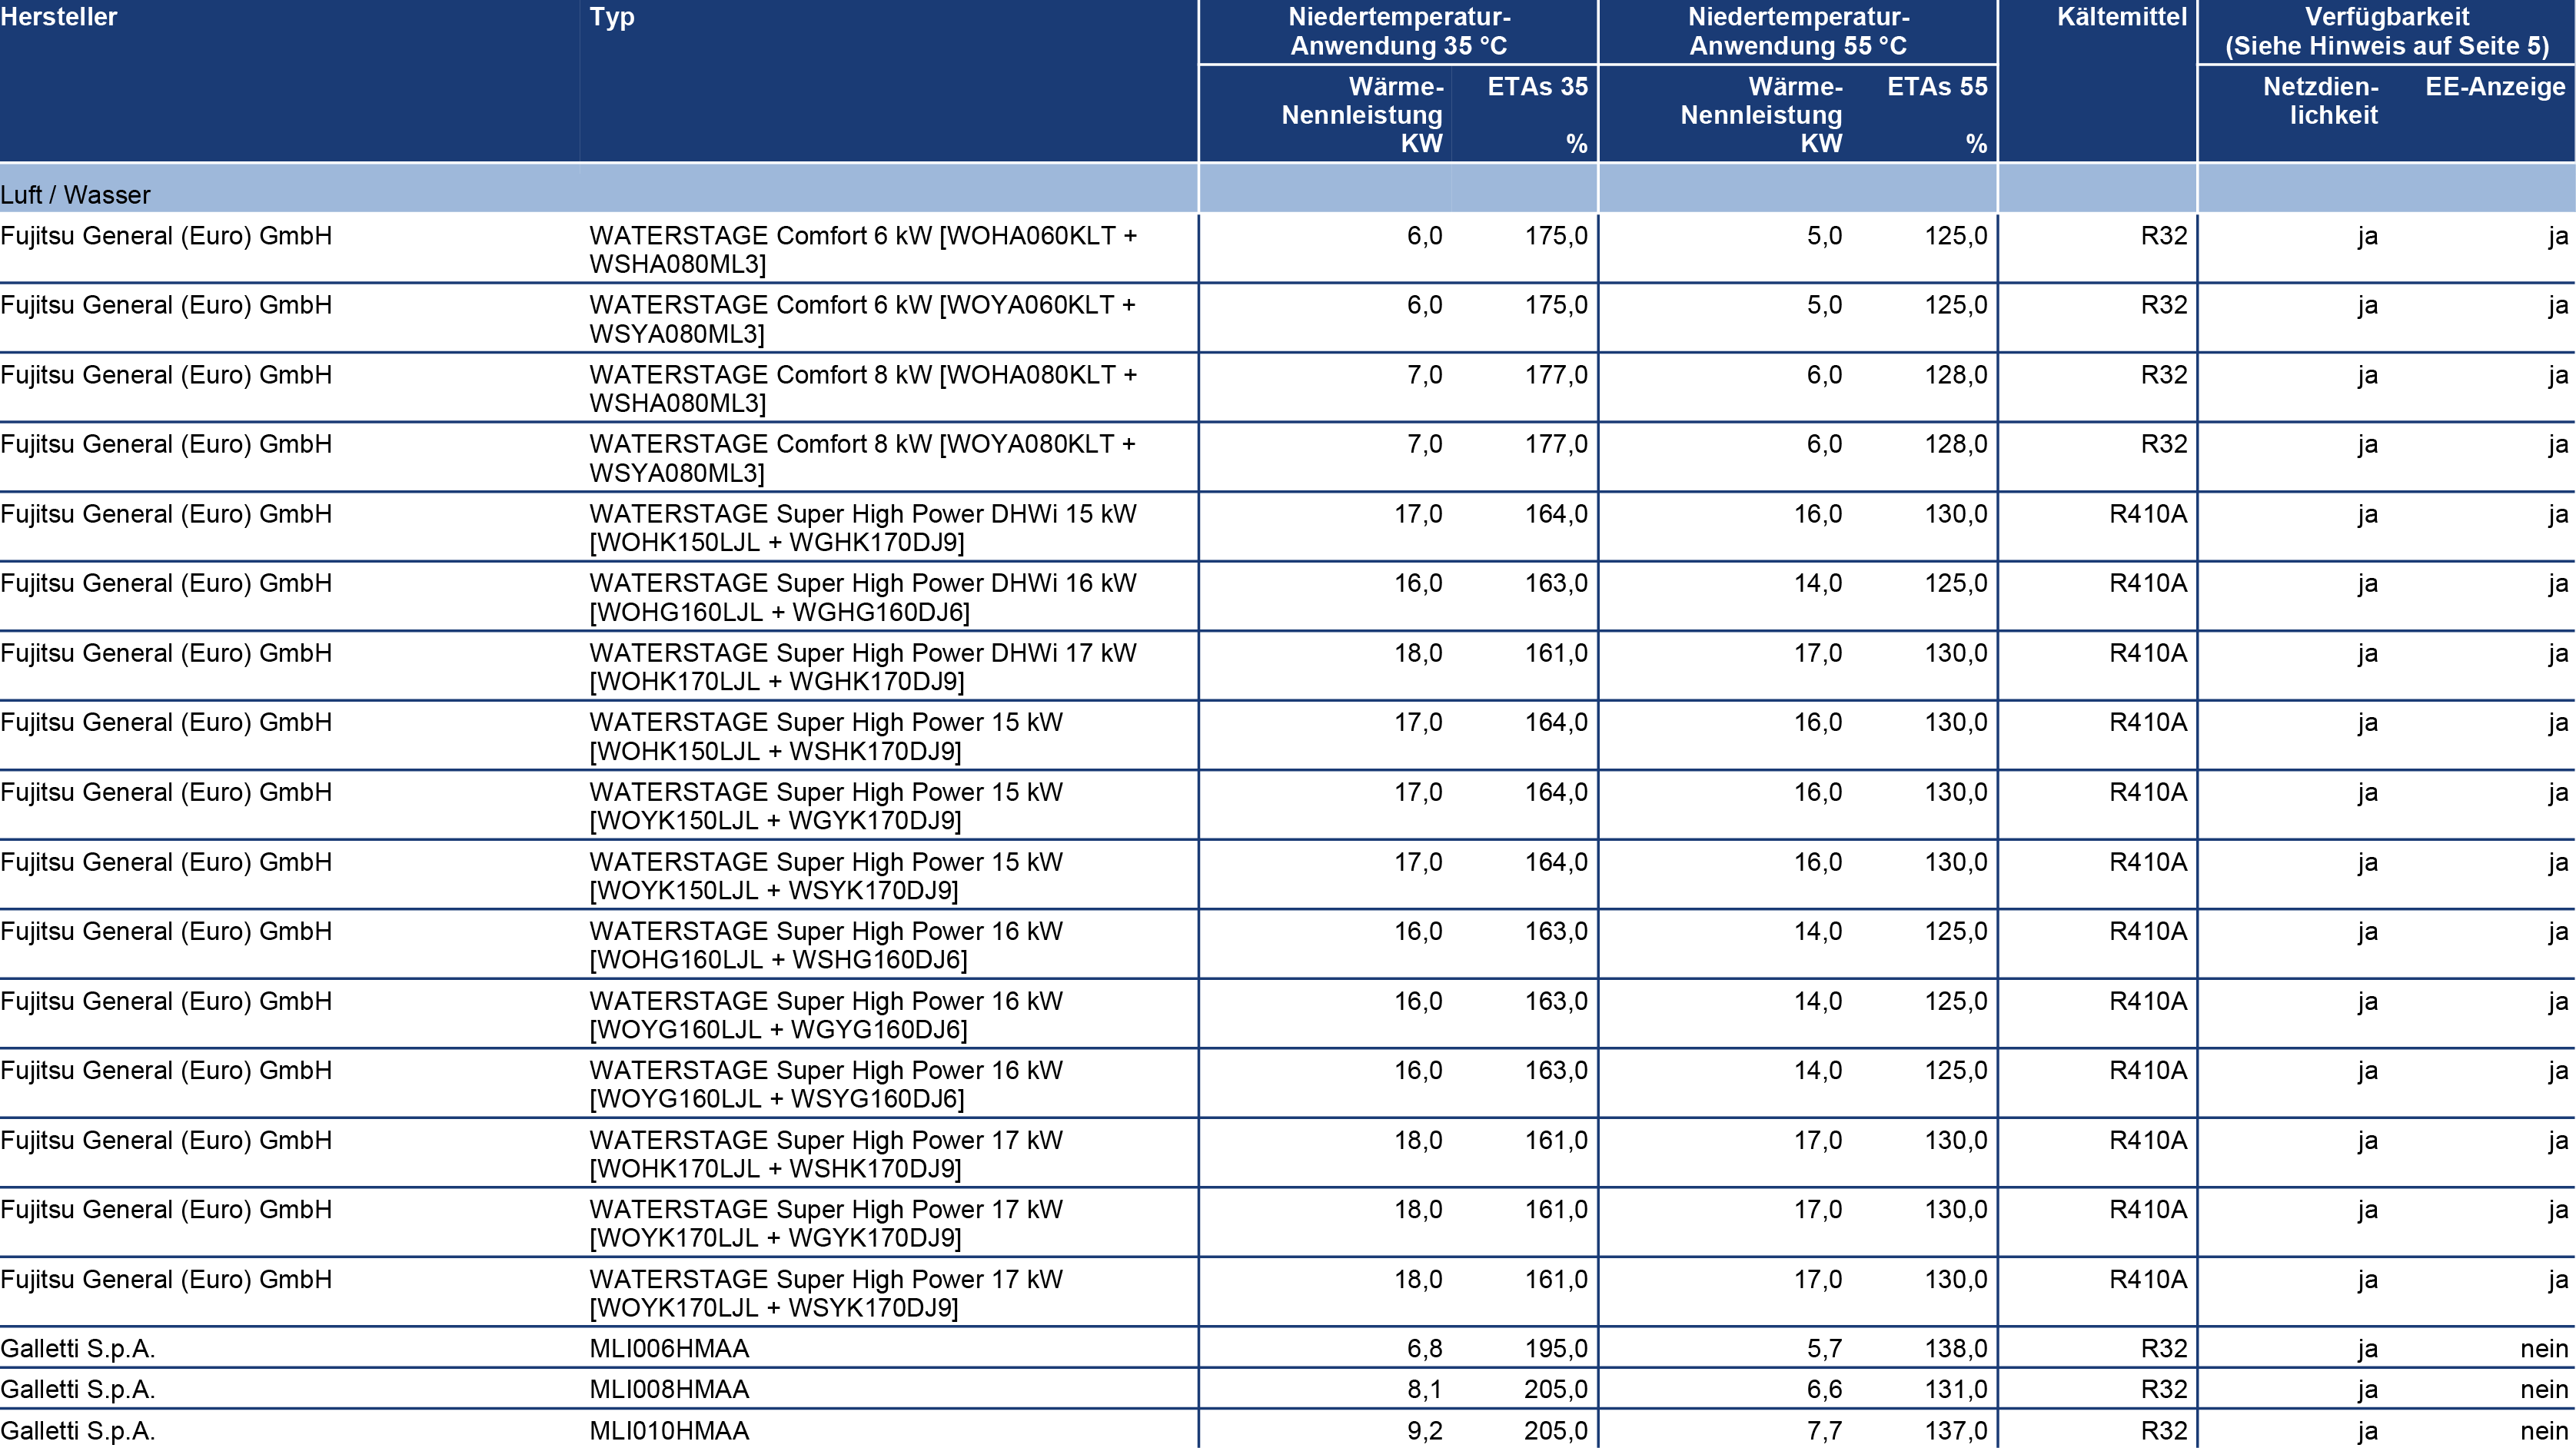 Hersteller Typ Niedertemperatur- Niedertemperatur- Kältemittel Verfügbarkeit
Anwendung 35 °C Anwendung 55 °C (Siehe Hinweis auf Seite 5)
Wärme- ETAs 35 Wärme- ETAs 55 Netzdien- EE-Anzeige
Nennleistung Nennleistung lichkeit
KW % KW %
Luft / Wasser
Fujitsu General (Euro) GmbH WATERSTAGE Comfort 6 kW [WOHA060KLT + 6,0 175,0 5,0 125,0 R32 ja ja
WSHA080ML3]
Fujitsu General (Euro) GmbH WATERSTAGE Comfort 6 kW [WOYA060KLT + 6,0 175,0 5,0 125,0 R32 ja ja
WSYA080ML3]
Fujitsu General (Euro) GmbH WATERSTAGE Comfort 8 kW [WOHA080KLT + 7,0 177,0 6,0 128,0 R32 ja ja
WSHA080ML3]
Fujitsu General (Euro) GmbH WATERSTAGE Comfort 8 kW [WOYA080KLT + 7,0 177,0 6,0 128,0 R32 ja ja
WSYA080ML3]
Fujitsu General (Euro) GmbH WATERSTAGE Super High Power DHWi 15 kW 17,0 164,0 16,0 130,0 R410A ja ja
[WOHK150LJL + WGHK170DJ9]
Fujitsu General (Euro) GmbH WATERSTAGE Super High Power DHWi 16 kW 16,0 163,0 14,0 125,0 R410A ja ja
[WOHG160LJL + WGHG160DJ6]
Fujitsu General (Euro) GmbH WATERSTAGE Super High Power DHWi 17 kW 18,0 161,0 17,0 130,0 R410A ja ja
[WOHK170LJL + WGHK170DJ9]
Fujitsu General (Euro) GmbH WATERSTAGE Super High Power 15 kW 17,0 164,0 16,0 130,0 R410A ja ja
[WOHK150LJL + WSHK170DJ9]
Fujitsu General (Euro) GmbH WATERSTAGE Super High Power 15 kW 17,0 164,0 16,0 130,0 R410A ja ja
[WOYK150LJL + WGYK170DJ9]
Fujitsu General (Euro) GmbH WATERSTAGE Super High Power 15 kW 17,0 164,0 16,0 130,0 R410A ja ja
[WOYK150LJL + WSYK170DJ9]
Fujitsu General (Euro) GmbH WATERSTAGE Super High Power 16 kW 16,0 163,0 14,0 125,0 R410A ja ja
[WOHG160LJL + WSHG160DJ6]
Fujitsu General (Euro) GmbH WATERSTAGE Super High Power 16 kW 16,0 163,0 14,0 125,0 R410A ja ja
[WOYG160LJL + WGYG160DJ6]
Fujitsu General (Euro) GmbH WATERSTAGE Super High Power 16 kW 16,0 163,0 14,0 125,0 R410A ja ja
[WOYG160LJL + WSYG160DJ6]
Fujitsu General (Euro) GmbH WATERSTAGE Super High Power 17 kW 18,0 161,0 17,0 130,0 R410A ja ja
[WOHK170LJL + WSHK170DJ9]
Fujitsu General (Euro) GmbH WATERSTAGE Super High Power 17 kW 18,0 161,0 17,0 130,0 R410A ja ja
[WOYK170LJL + WGYK170DJ9]
Fujitsu General (Euro) GmbH WATERSTAGE Super High Power 17 kW 18,0 161,0 17,0 130,0 R410A ja ja
[WOYK170LJL + WSYK170DJ9]
Galletti S.p.A. MLI006HMAA 6,8 195,0 5,7 138,0 R32 ja nein
Galletti S.p.A. MLI008HMAA 8,1 205,0 6,6 131,0 R32 ja nein
Galletti S.p.A. MLI010HMAA 9,2 205,0 7,7 137,0 R32 ja nein